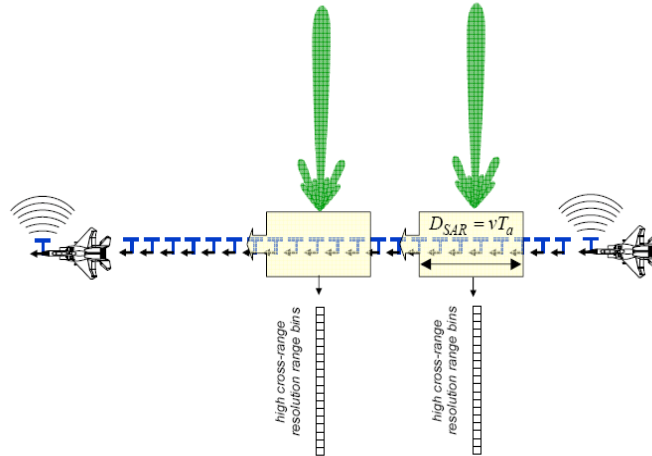 D_SAR = vT_a
high cross-range
resolution range bins
high cross-range
resolution range bins